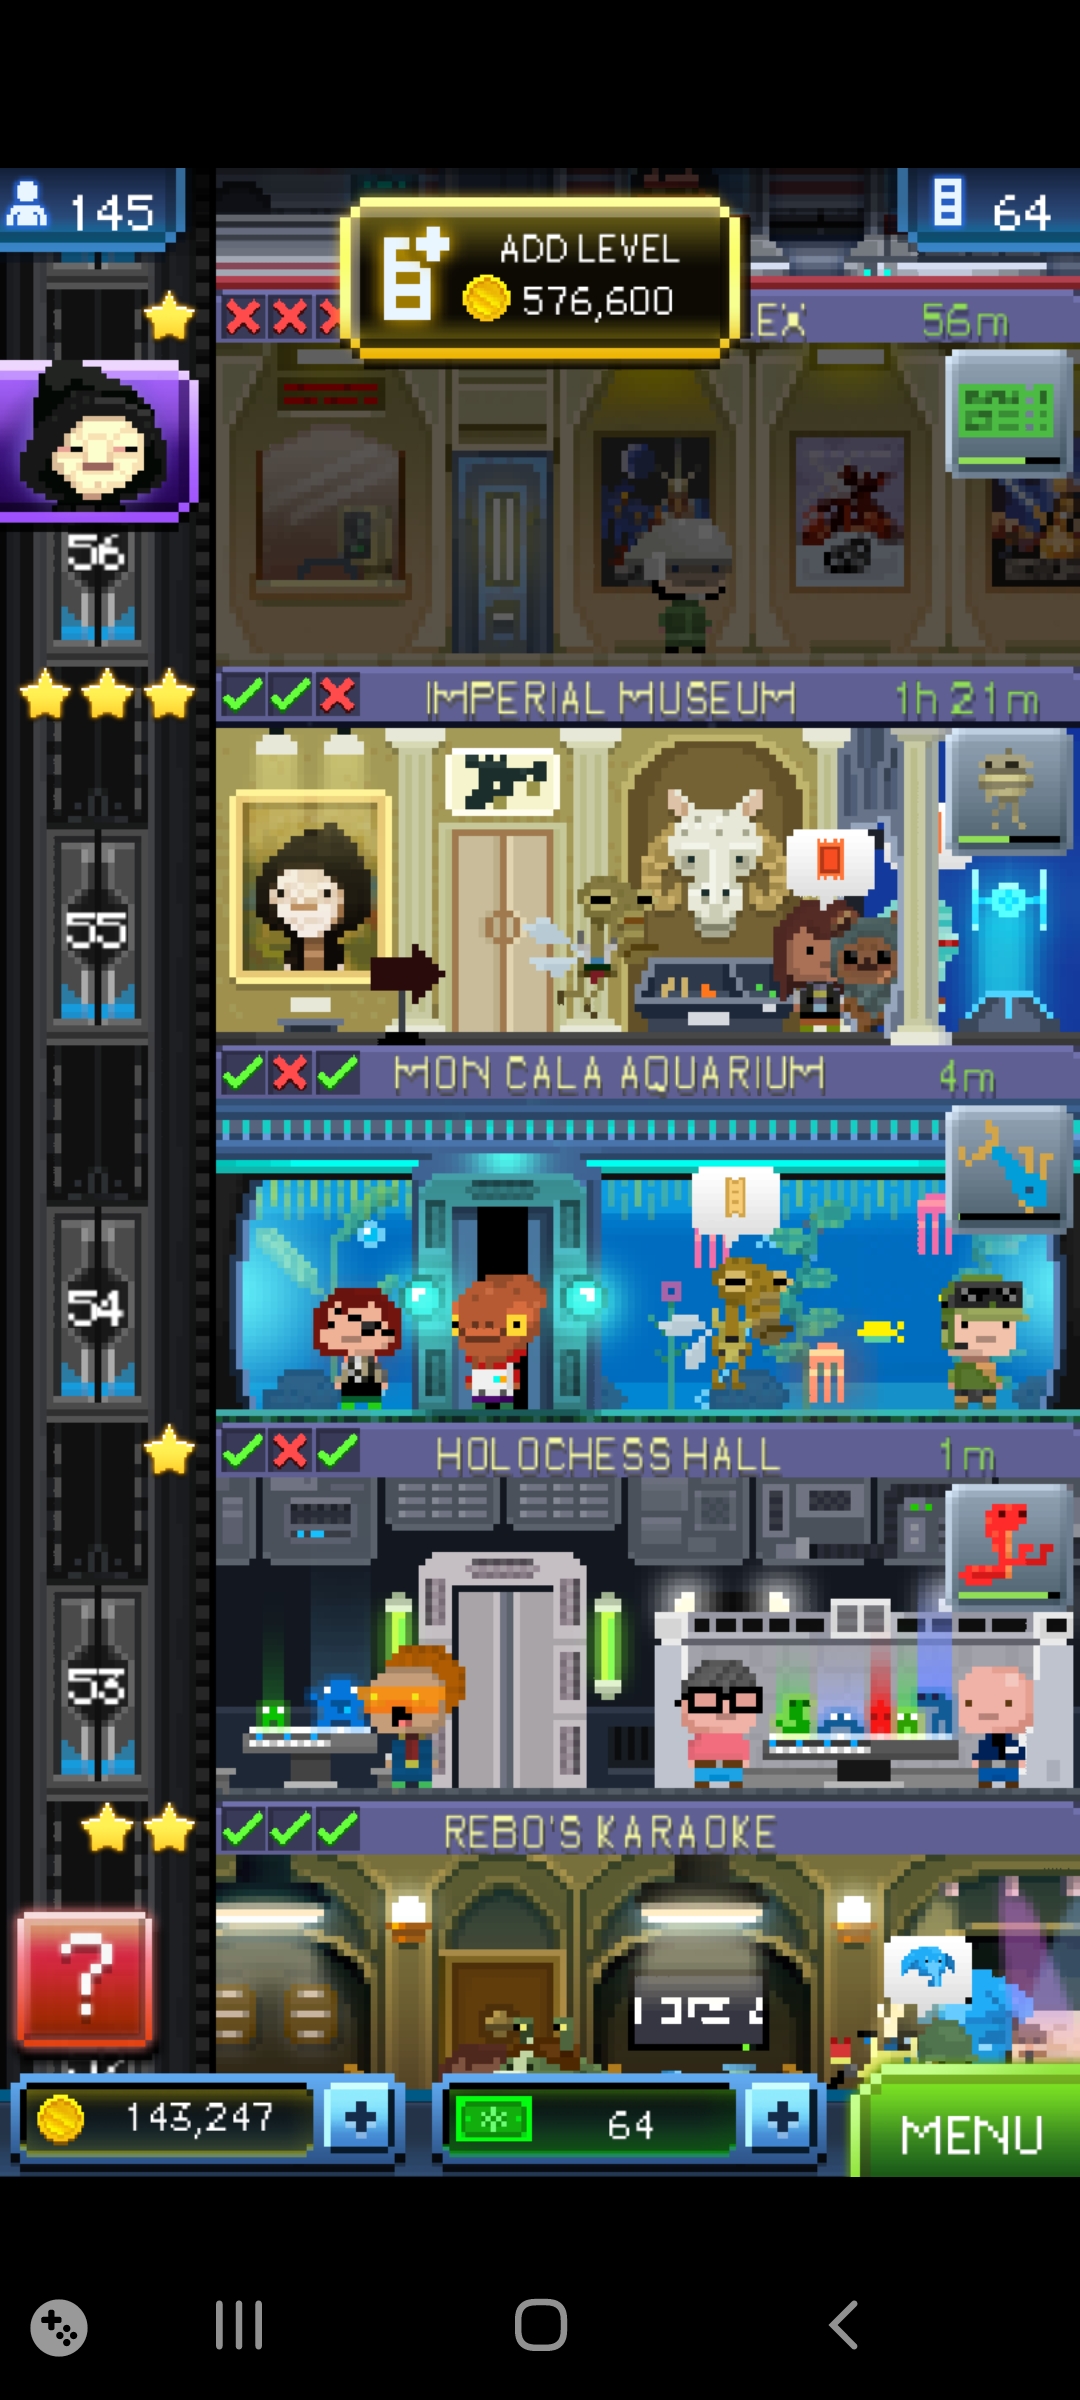 145
64
ADD LEVEL
576,600
EX
56m
56
IMPERIAL MUSEUM
1h 21m
55
MON CALA AQUARIUM
4m
54
HOLOCHESS HALL
1m
53
REBO'S KARAOKE
?
143,247
+
64
+
MENU